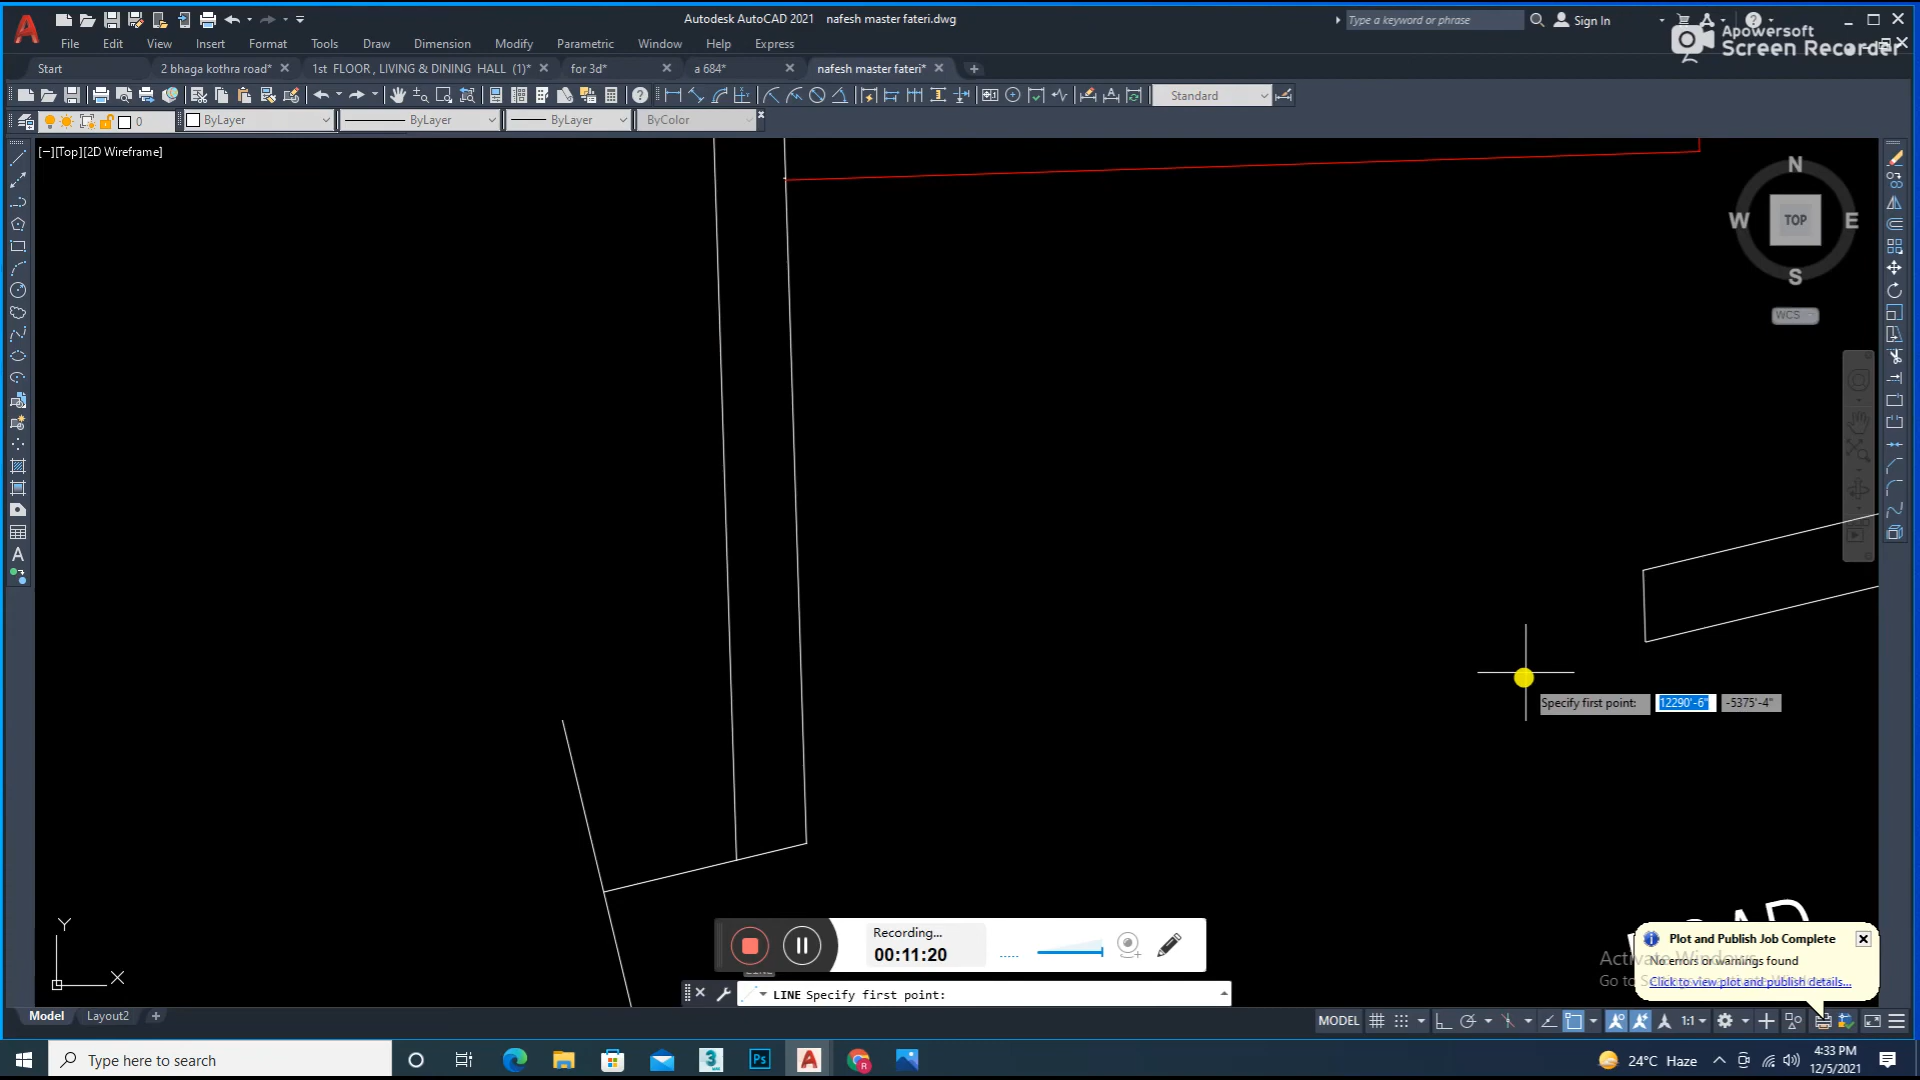 Autodesk AutoCAD 2021 nafesh master fateri.dwg
Type a keyword or phrase
Sign In
Apowersoft
Screen Recorder
File Edit View Insert Format Tools Draw Dimension Modify Parametric Window Help Express
Start
2 bhaga kothra road*
1st FLOOR , LIVING & DINING HALL (1)*
for 3d*
a 684*
nafesh master fateri*
Standard
0
ByLayer
ByLayer
ByLayer
ByColor
[−][Top][2D Wireframe]
N
W
TOP
E
S
WCS
Specify first point: 12290'-6" -5375'-4"
Y
X
Recording...
00:11:20
LINE Specify first point:
Plot and Publish Job Complete
No errors or warnings found
Click to view plot and publish details...
Model Layout2
MODEL
1:1
Type here to search
24°C Haze
4:33 PM
12/5/2021